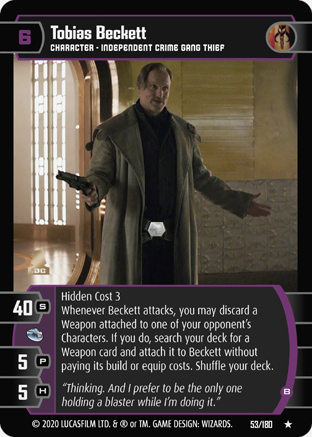 6
Tobias Beckett
CHARACTER - INDEPENDENT CRIME GANG THIEF
40 S
5 P
5 H
Hidden Cost 3
Whenever Beckett attacks, you may discard a
Weapon attached to one of your opponent's
Characters. If you do, search your deck for a
Weapon card and attach it to Beckett without
paying its build or equip costs. Shuffle your deck.
"Thinking. And I prefer to be the only one
holding a blaster while I'm doing it."
B
© 2020 LUCASFILM LTD. & ® or TM. GAME DESIGN: WIZARDS.
53/180